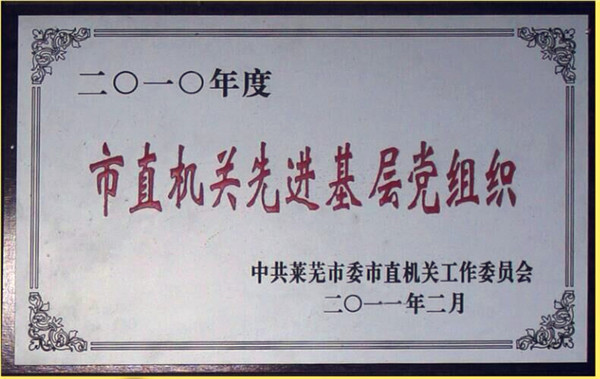 二〇一〇年度
市直机关先进基层党组织
中共莱芜市委市直机关工作委员会
二〇一一年二月